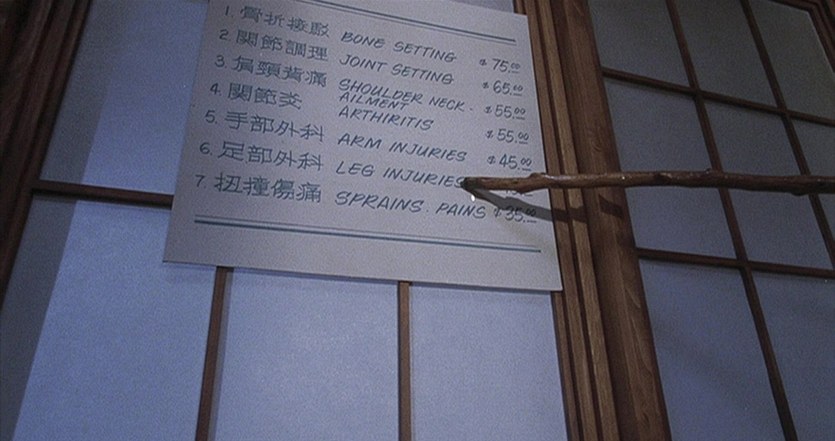 1. 骨折接駁 BONE SETTING $75.00
2. 關節調理 JOINT SETTING $65.00
3. 肩頸背痛 SHOULDER NECK. AILMENT $55.00
4. 關節炎 ARTHIRITIS $55.00
5. 手部外科 ARM INJURIES $45.00
6. 足部外科 LEG INJURIES
7. 扭撞傷痛 SPRAINS. PAINS $35.00